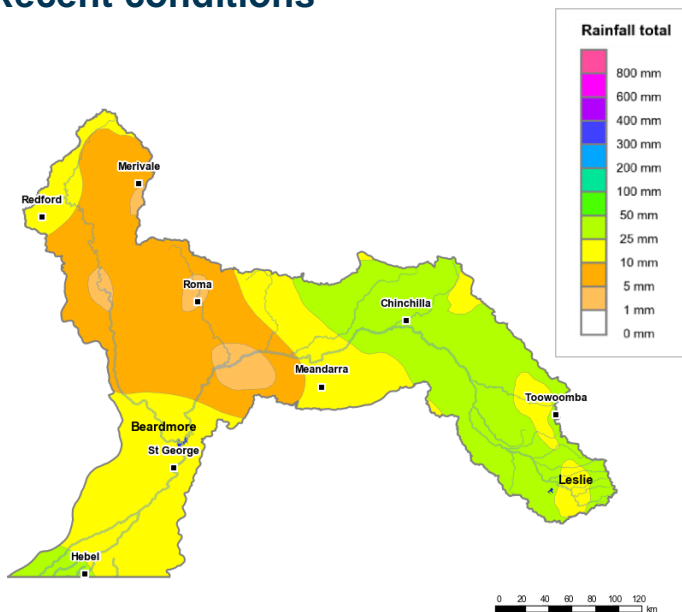 Recent conditions
Rainfall total
800 mm
600 mm
400 mm
300 mm
200 mm
100 mm
50 mm
25 mm
10 mm
5 mm
1 mm
0 mm
Merivale
Redford
Roma
Chinchilla
Meandarra
Toowoomba
Beardmore
St George
Leslie
Hebel
0 20 40 60 80 100 120
km